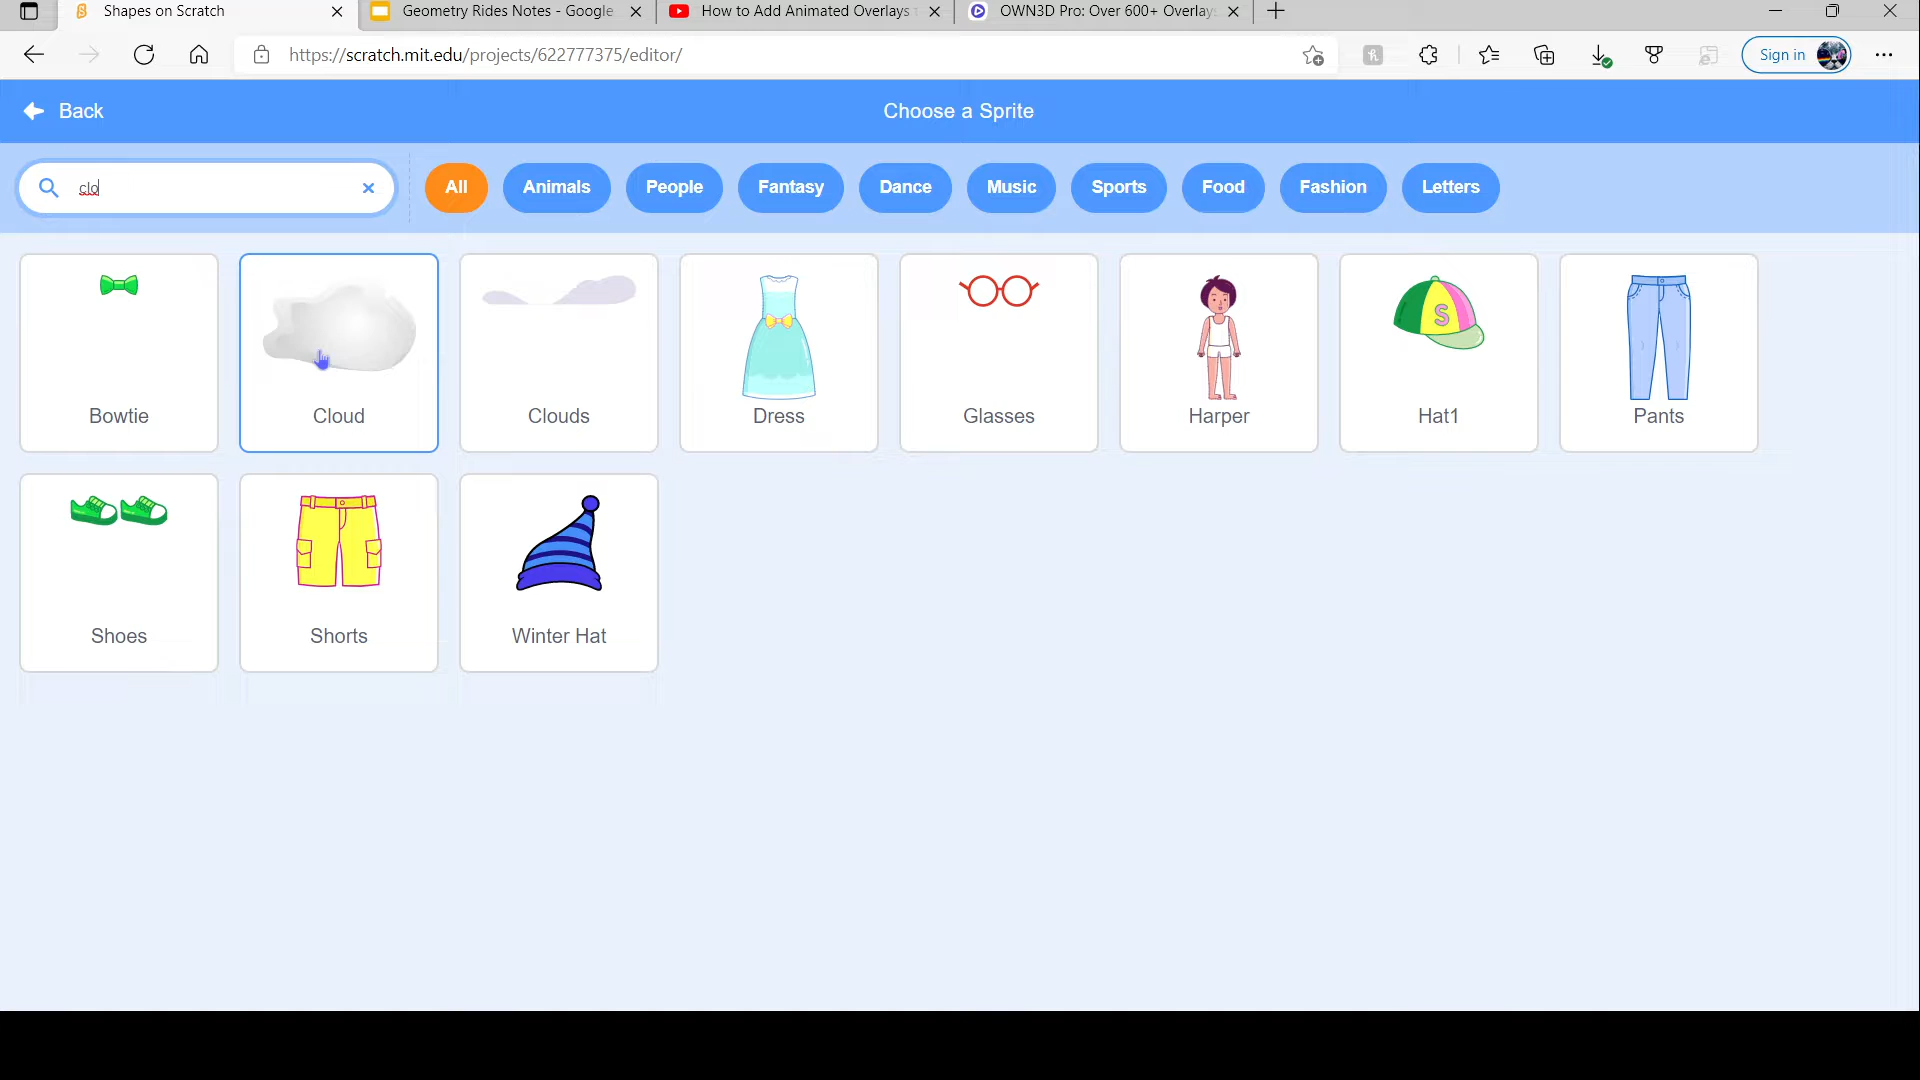 Shapes on Scratch
Geometry Rides Notes - Google
How to Add Animated Overlays
OWN3D Pro: Over 600+ Overlay
https://scratch.mit.edu/projects/622777375/editor/
Sign in
Back
Choose a Sprite
clo
All
Animals
People
Fantasy
Dance
Music
Sports
Food
Fashion
Letters
S
Bowtie
Cloud
Clouds
Dress
Glasses
Harper
Hat1
Pants
Shoes
Shorts
Winter Hat